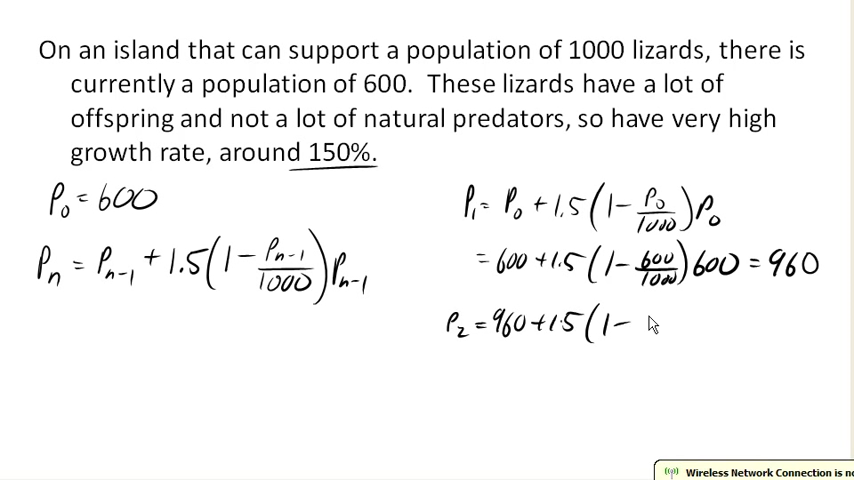 On an island that can support a population of 1000 lizards, there is
currently a population of 600. These lizards have a lot of
offspring and not a lot of natural predators, so have very high
growth rate, around 150%.
P₀ = 600
Pₙ = Pₙ₋₁ + 1.5(1 − Pₙ₋₁/1000)Pₙ₋₁
P₁ = P₀ + 1.5(1 − P₀/1000)P₀
= 600 + 1.5(1 − 600/1000)600 = 960
P₂ = 960 + 1.5(1 −
Wireless Network Connection is no